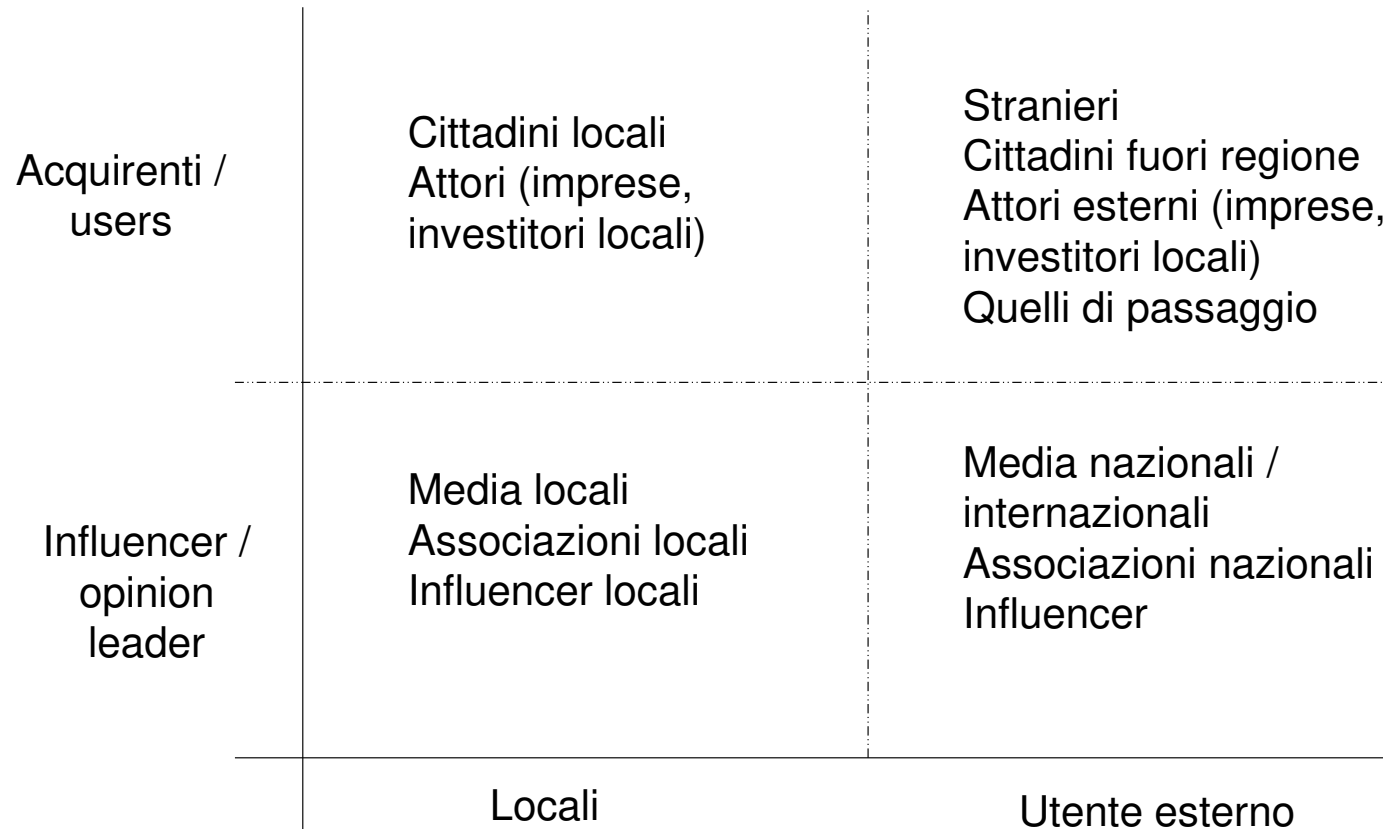 Acquirenti /
users
Cittadini locali
Attori (imprese,
investitori locali)
Stranieri
Cittadini fuori regione
Attori esterni (imprese,
investitori locali)
Quelli di passaggio
Influencer /
opinion
leader
Media locali
Associazioni locali
Influencer locali
Media nazionali /
internazionali
Associazioni nazionali
Influencer
Locali
Utente esterno